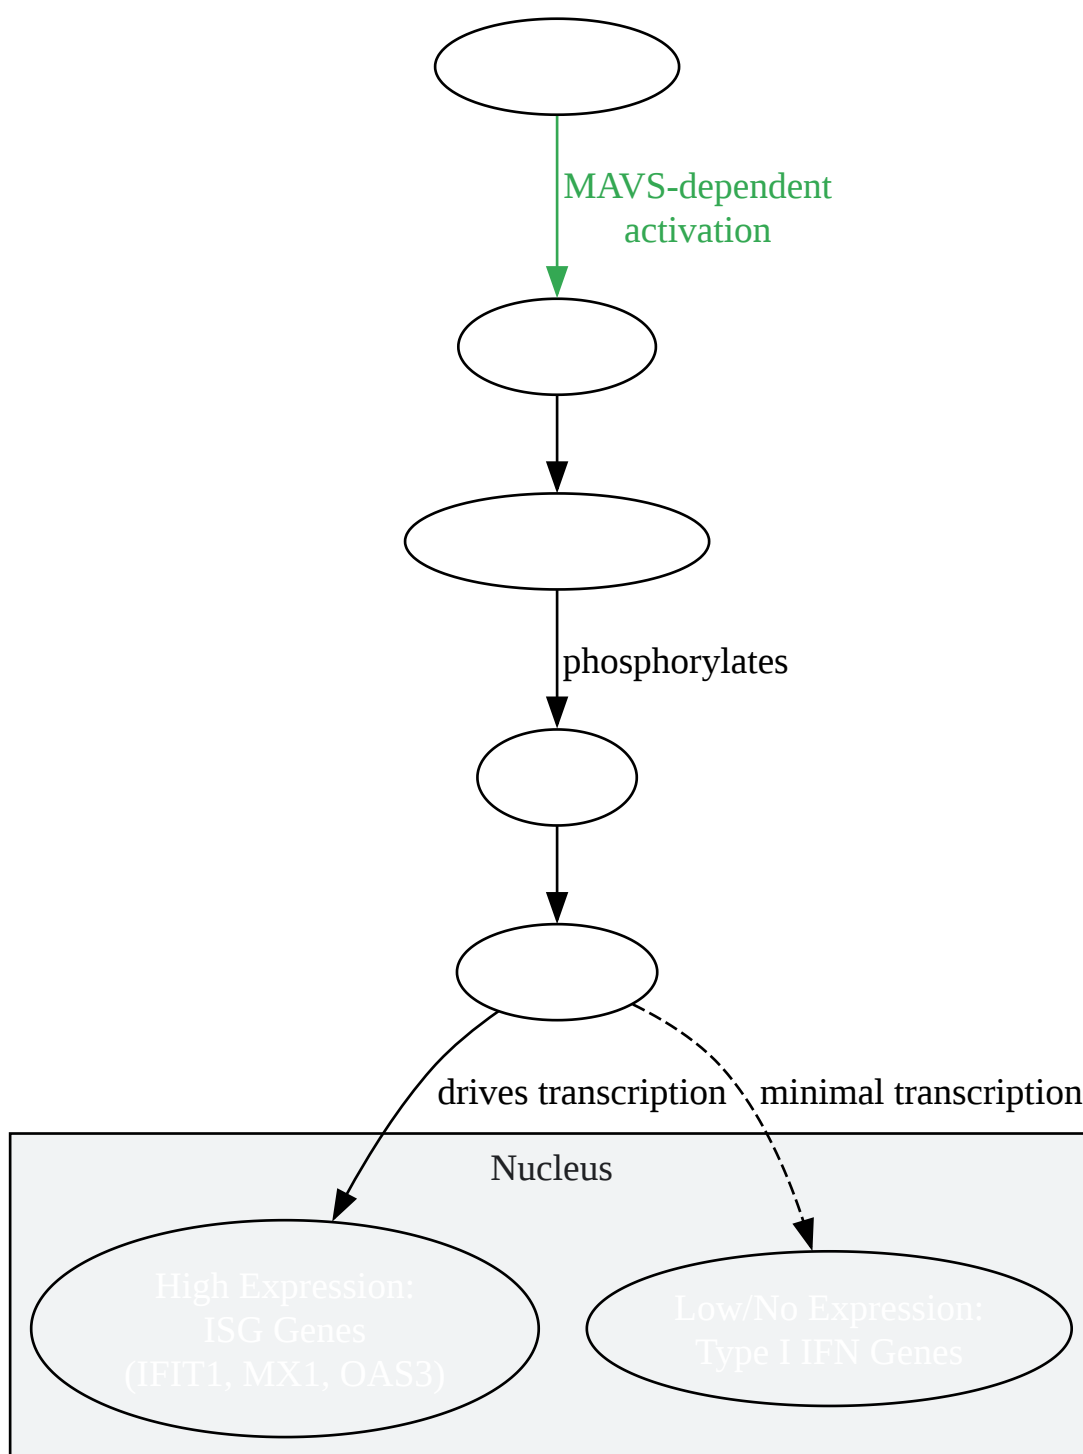 MAVS-dependent
activation
phosphorylates
drives transcription
minimal transcription
Nucleus
High Expression:
ISG Genes
(IFIT1, MX1, OAS3)
Low/No Expression:
Type I IFN Genes